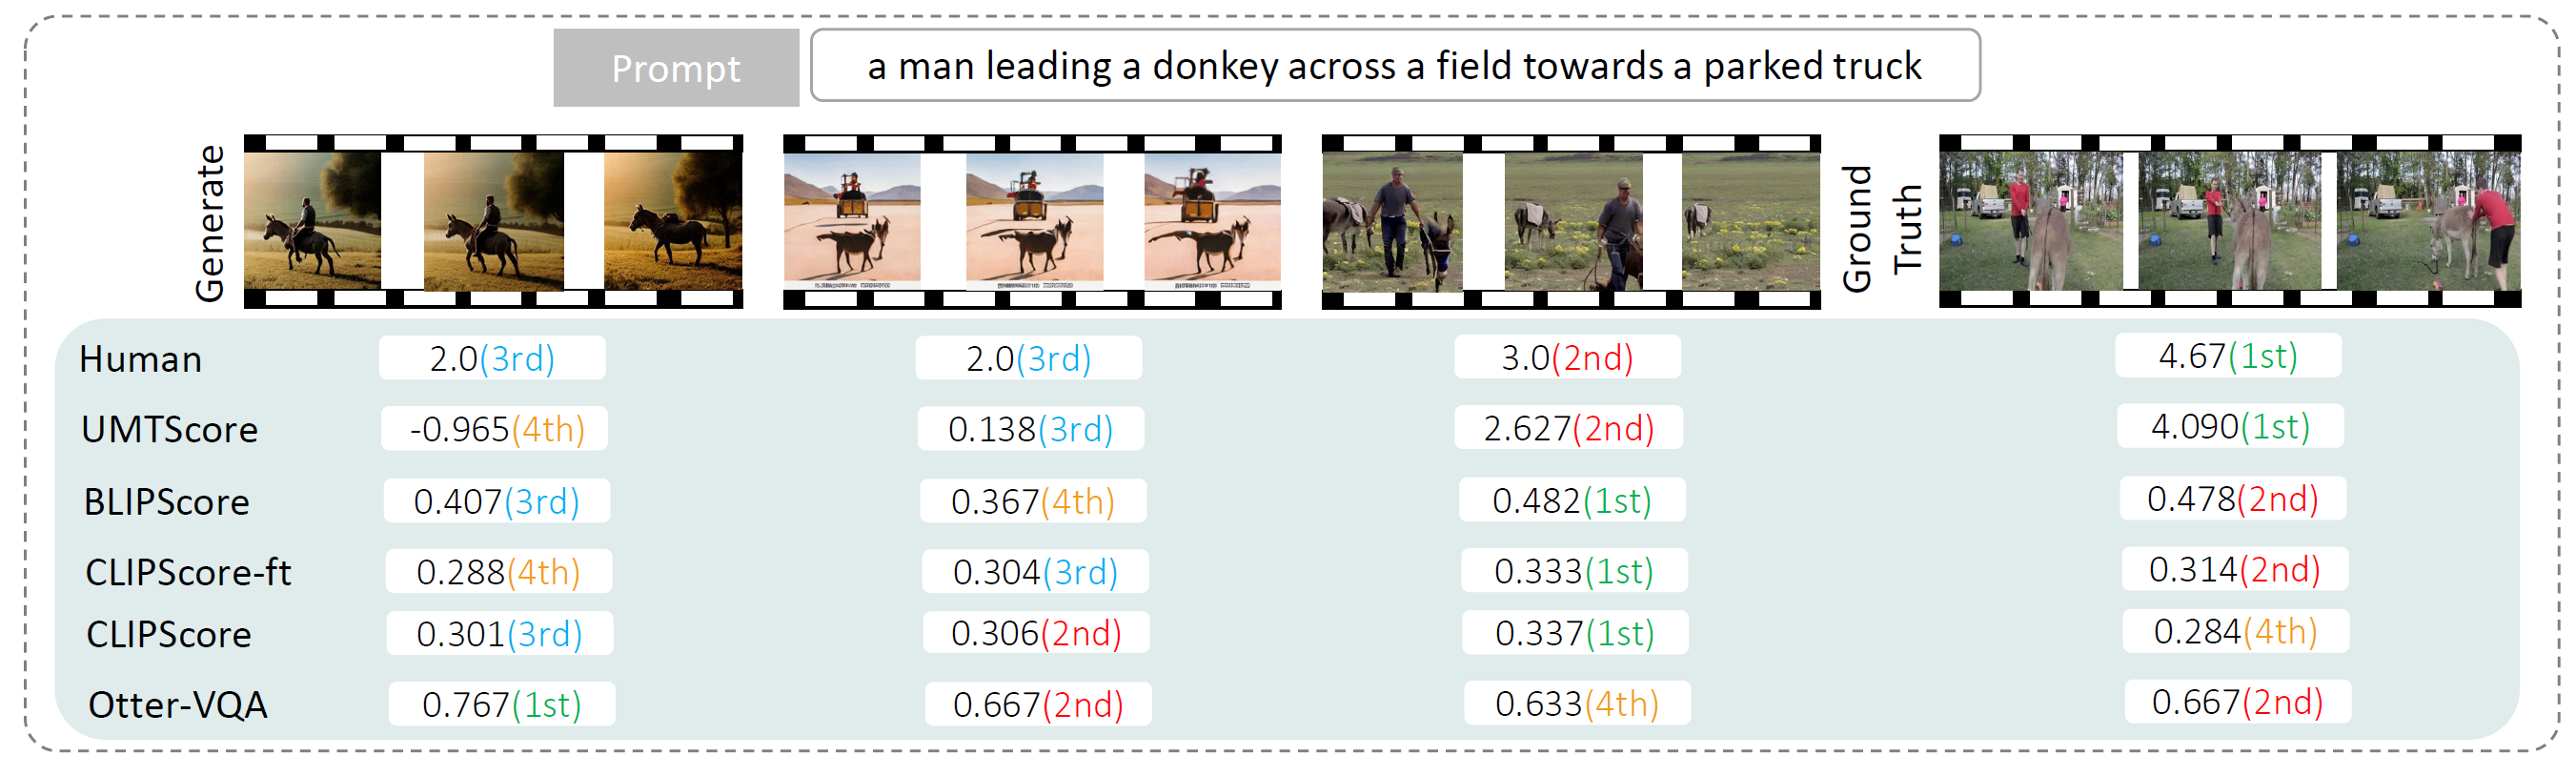 Prompt
a man leading a donkey across a field towards a parked truck
Generate
Ground
Truth
Human 2.0(3rd) 2.0(3rd) 3.0(2nd) 4.67(1st)
UMTScore -0.965(4th) 0.138(3rd) 2.627(2nd) 4.090(1st)
BLIPScore 0.407(3rd) 0.367(4th) 0.482(1st) 0.478(2nd)
CLIPScore-ft 0.288(4th) 0.304(3rd) 0.333(1st) 0.314(2nd)
CLIPScore 0.301(3rd) 0.306(2nd) 0.337(1st) 0.284(4th)
Otter-VQA 0.767(1st) 0.667(2nd) 0.633(4th) 0.667(2nd)